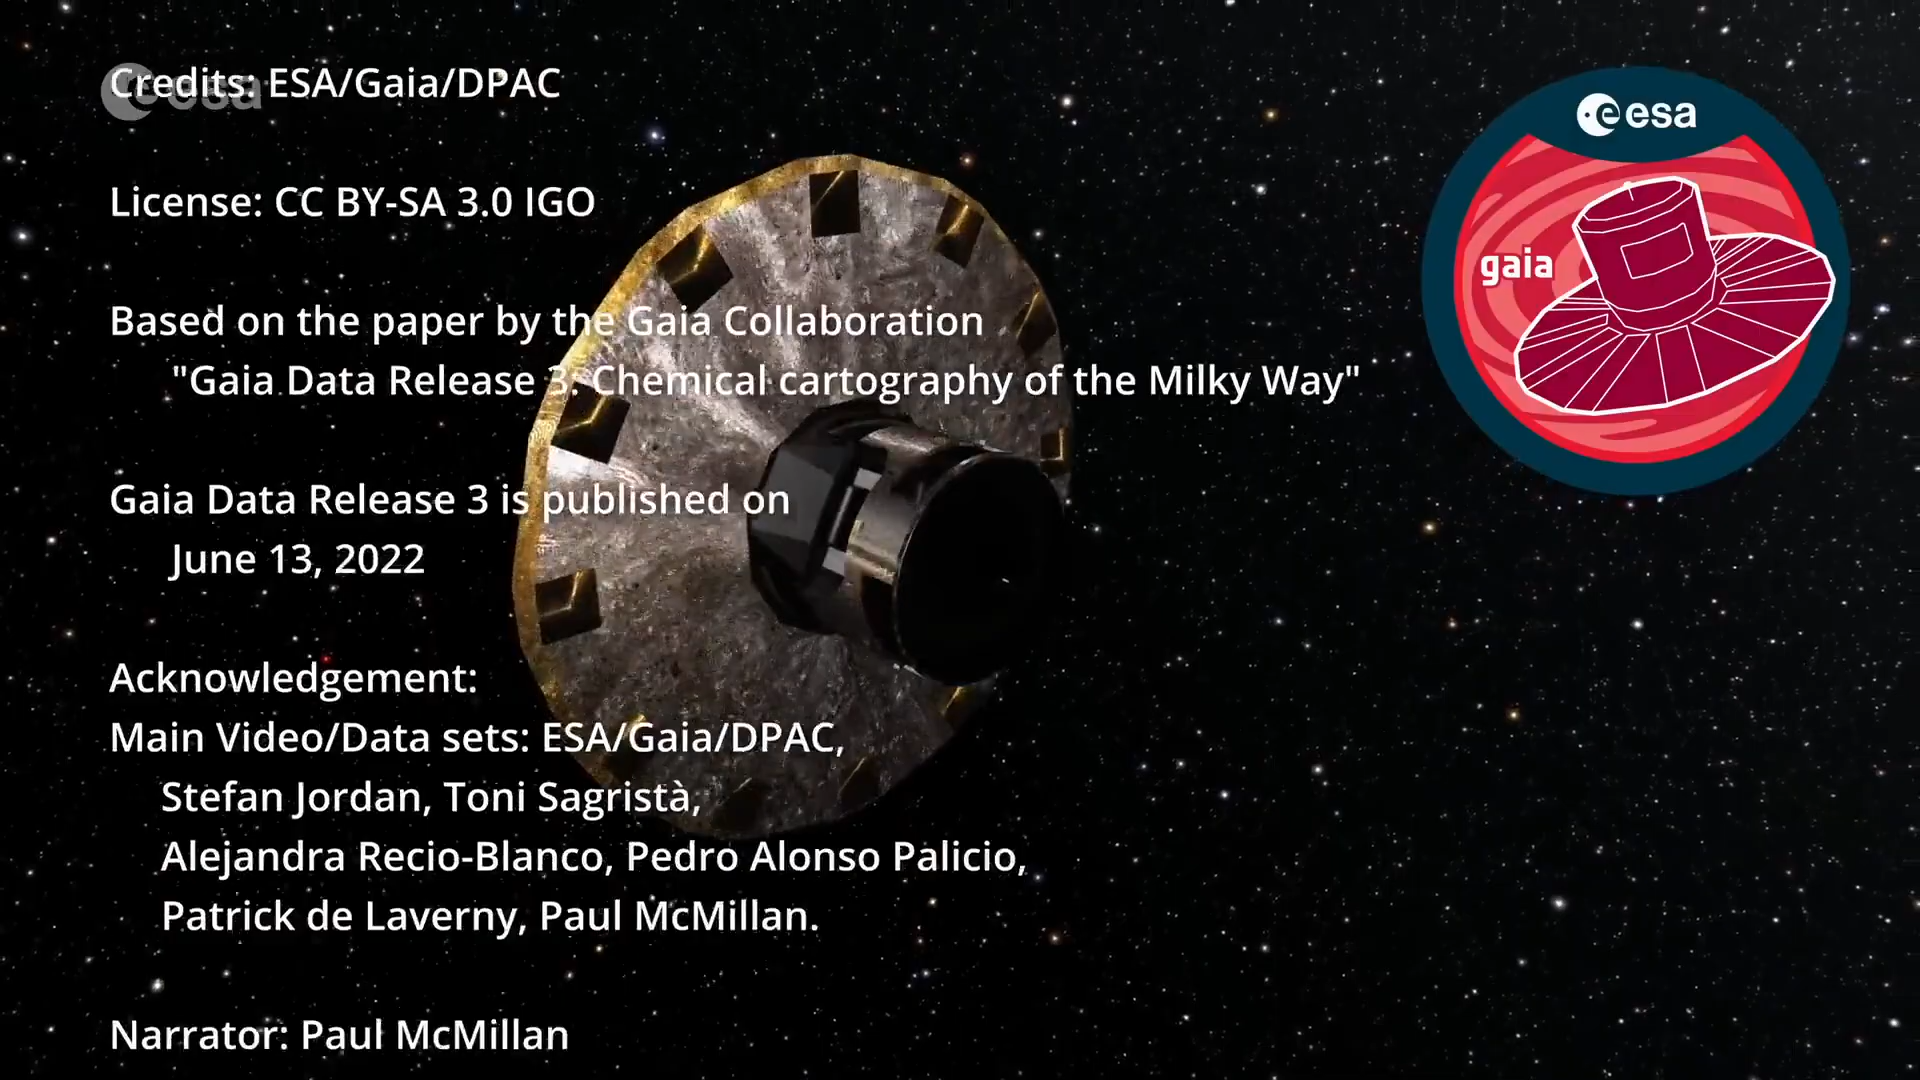 Credits: ESA/Gaia/DPAC
esa
esa
License: CC BY-SA 3.0 IGO
gaia
Based on the paper by the Gaia Collaboration
"Gaia Data Release 3: Chemical cartography of the Milky Way"
Gaia Data Release 3 is published on
June 13, 2022
Acknowledgement:
Main Video/Data sets: ESA/Gaia/DPAC,
Stefan Jordan, Toni Sagristà,
Alejandra Recio-Blanco, Pedro Alonso Palicio,
Patrick de Laverny, Paul McMillan.
Narrator: Paul McMillan